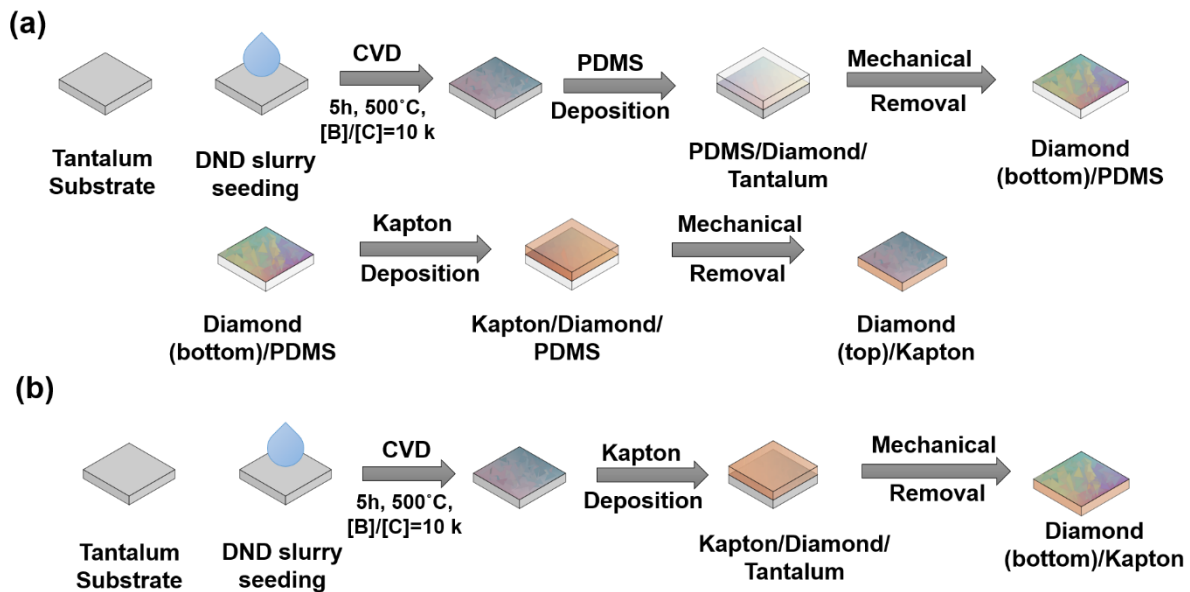 (a)
CVD
5h, 500˚C,
[B]/[C]=10 k
PDMS
Deposition
Mechanical
Removal
Tantalum
Substrate
DND slurry
seeding
PDMS/Diamond/
Tantalum
Diamond
(bottom)/PDMS
Kapton
Deposition
Mechanical
Removal
Diamond
(bottom)/PDMS
Kapton/Diamond/
PDMS
Diamond
(top)/Kapton
(b)
CVD
5h, 500˚C,
[B]/[C]=10 k
Kapton
Deposition
Mechanical
Removal
Tantalum
Substrate
DND slurry
seeding
Kapton/Diamond/
Tantalum
Diamond
(bottom)/Kapton